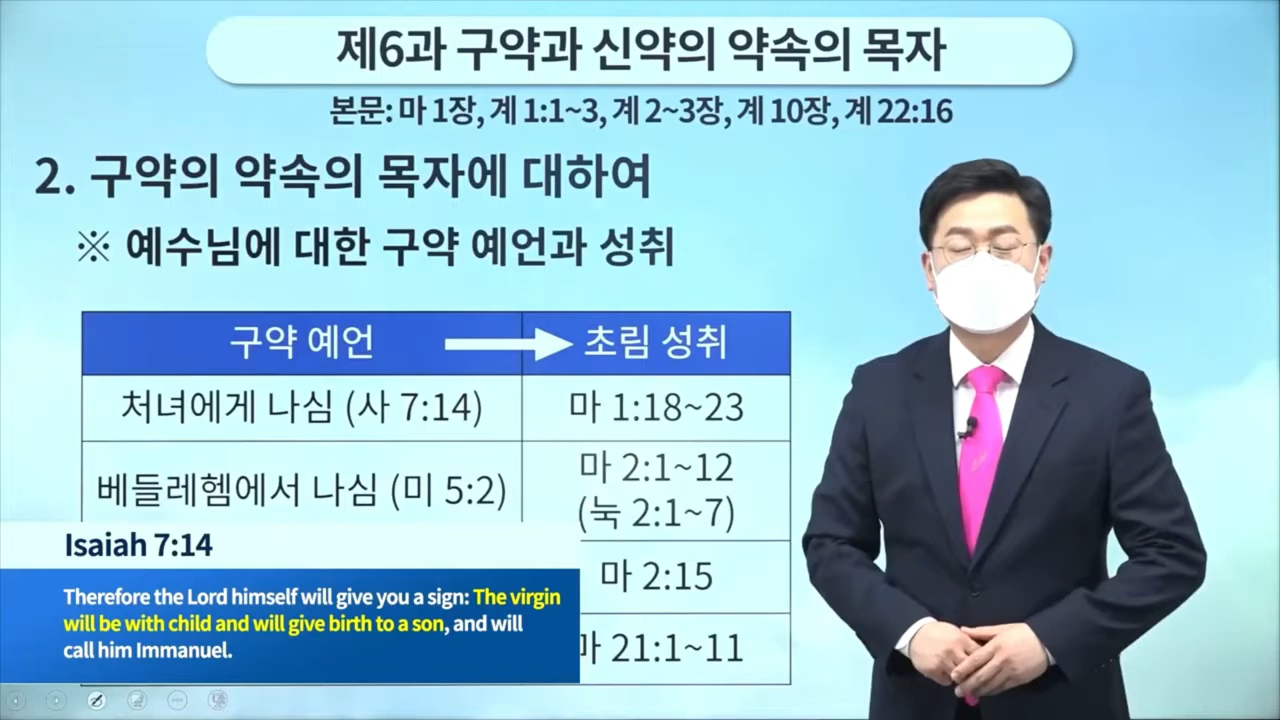 제6과 구약과 신약의 약속의 목자
본문: 마 1장, 계 1:1~3, 계 2~3장, 계 10장, 계 22:16
2. 구약의 약속의 목자에 대하여
※ 예수님에 대한 구약 예언과 성취
구약 예언 초림 성취
처녀에게 나심 (사 7:14) 마 1:18~23
베들레헴에서 나심 (미 5:2) 마 2:1~12
(눅 2:1~7)
마 2:15
마 21:1~11
Isaiah 7:14
Therefore the Lord himself will give you a sign: The virgin
will be with child and will give birth to a son, and will
call him Immanuel.